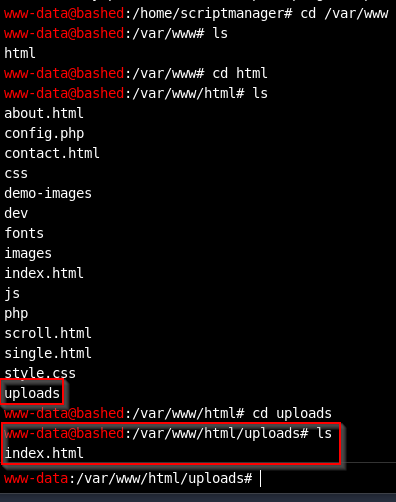 www-data@bashed:/home/scriptmanager# cd /var/www
www-data@bashed:/var/www# ls
html
www-data@bashed:/var/www# cd html
www-data@bashed:/var/www/html# ls
about.html
config.php
contact.html
css
demo-images
dev
fonts
images
index.html
js
php
scroll.html
single.html
style.css
uploads
www-data@bashed:/var/www/html# cd uploads
www-data@bashed:/var/www/html/uploads# ls
index.html
www-data:/var/www/html/uploads#